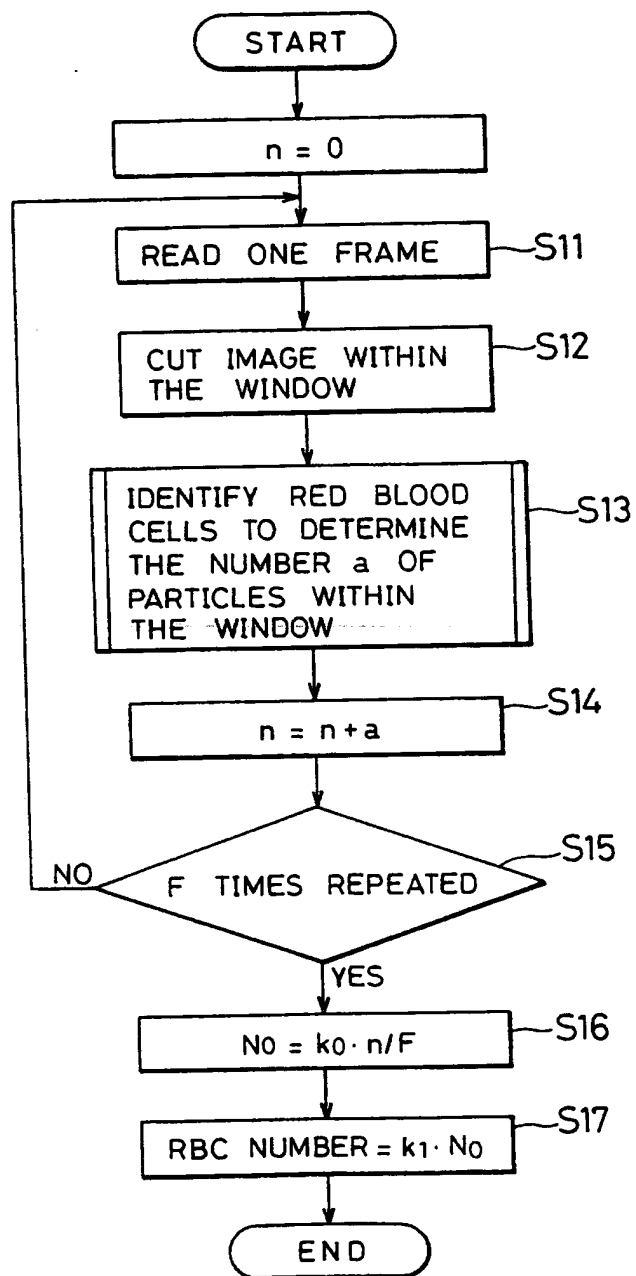 START
n = 0
READ ONE FRAME
S11
CUT IMAGE WITHIN
THE WINDOW
S12
IDENTIFY RED BLOOD
CELLS TO DETERMINE
THE NUMBER a OF
PARTICLES WITHIN
THE WINDOW
S13
n = n+a
S14
F TIMES REPEATED
S15
NO
YES
N₀ = k₀ · n/F
S16
RBC NUMBER = k₁ · N₀
S17
END